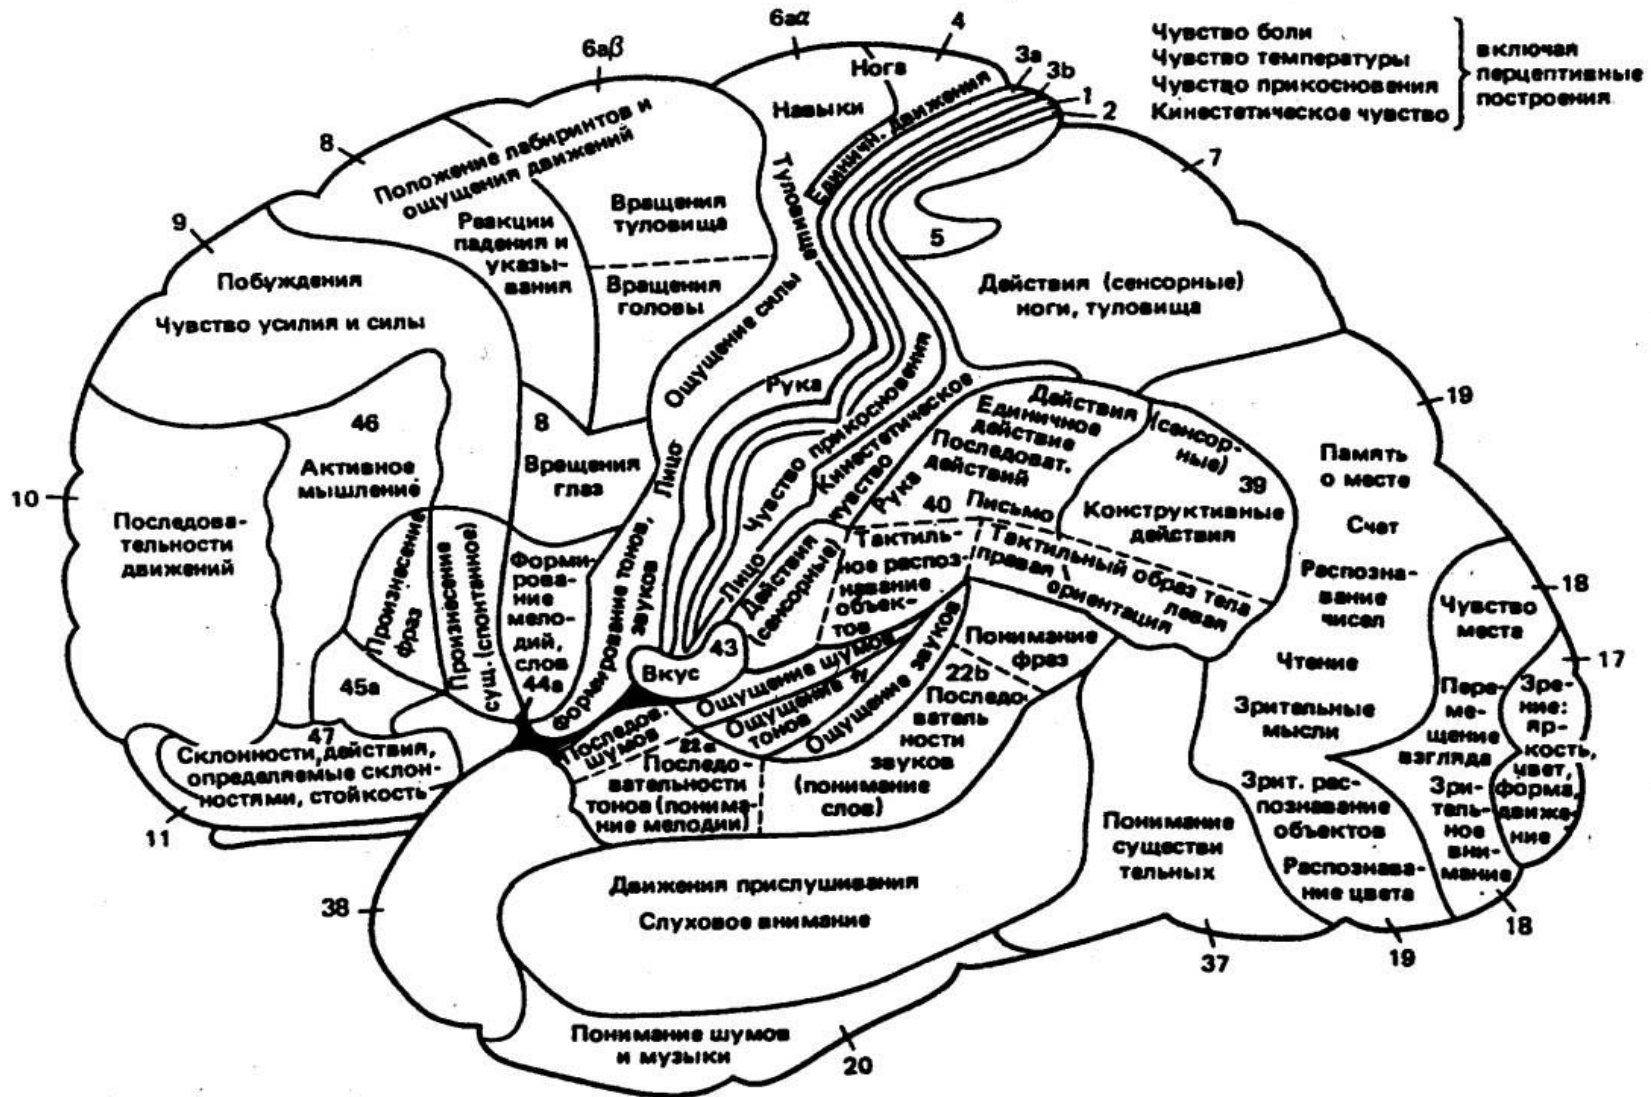 6aα
4
6aβ
3a
3b
1
2
Чувство боли
Чувство температуры
Чувство прикосновения
Кинестетическое чувство
включая
перцептивные
построения
8
7
9
Нога
Навыки
Единичн. движения
Туловище
Положение лабиринтов и
ощущения движений
Реакции
падения и
указы-
вания
Вращения
туловища
Вращения
головы
5
Побуждения
Чувство усилия и силы
Действия (сенсорные)
ноги, туловища
Ощущение силы
Рука
Лицо
Чувство прикосновения
Кинестетическое
чувство
Рука
Лицо
19
46
Активное
мышление
8
Вращения
глаз
Действия
(сенсор-
ные)
Единичное
действие
Последоват.
действий
40
Письмо
39
Конструктивные
действия
Память
о месте
Счет
Распозна-
вание
чисел
Чтение
Зрительные
мысли
10
Последова-
тельности
движений
Произнесение
фраз
Произнесение
сущ. (спонтенное)
Форми-
рова-
ние
мело-
дий,
слов
44a
формирование тонов,
звуков
Действия
(сенсорные)
Тактиль-
ное распоз-
навание
объек-
тов
Тактильный образ тела
правая
левая
ориентация
18
Чувство
места
17
45a
43
Вкус
Ощущение шумов
Ощущение
тонов
Ощущение звуков
Понимание
фраз
22b
Последо-
ватель
ности
звуков
(понимание
слов)
Пере-
ме-
щение
взгляда
Зре-
ние:
яр-
кость,
цвет,
форма,
движе-
ние
47
Склонности, действия,
определяемые склон-
ностями, стойкость
11
Последов.
шумов
22a
Последо-
вательности
тонов (понима-
ние мелодии)
Зрит. рас-
познавание
объектов
Распознава-
ние цвета
Зри-
тель-
ное
вни-
мание
Понимание
существи
тельных
Движения прислушивания
Слуховое внимание
38
18
19
37
Понимание шумов
и музыки
20